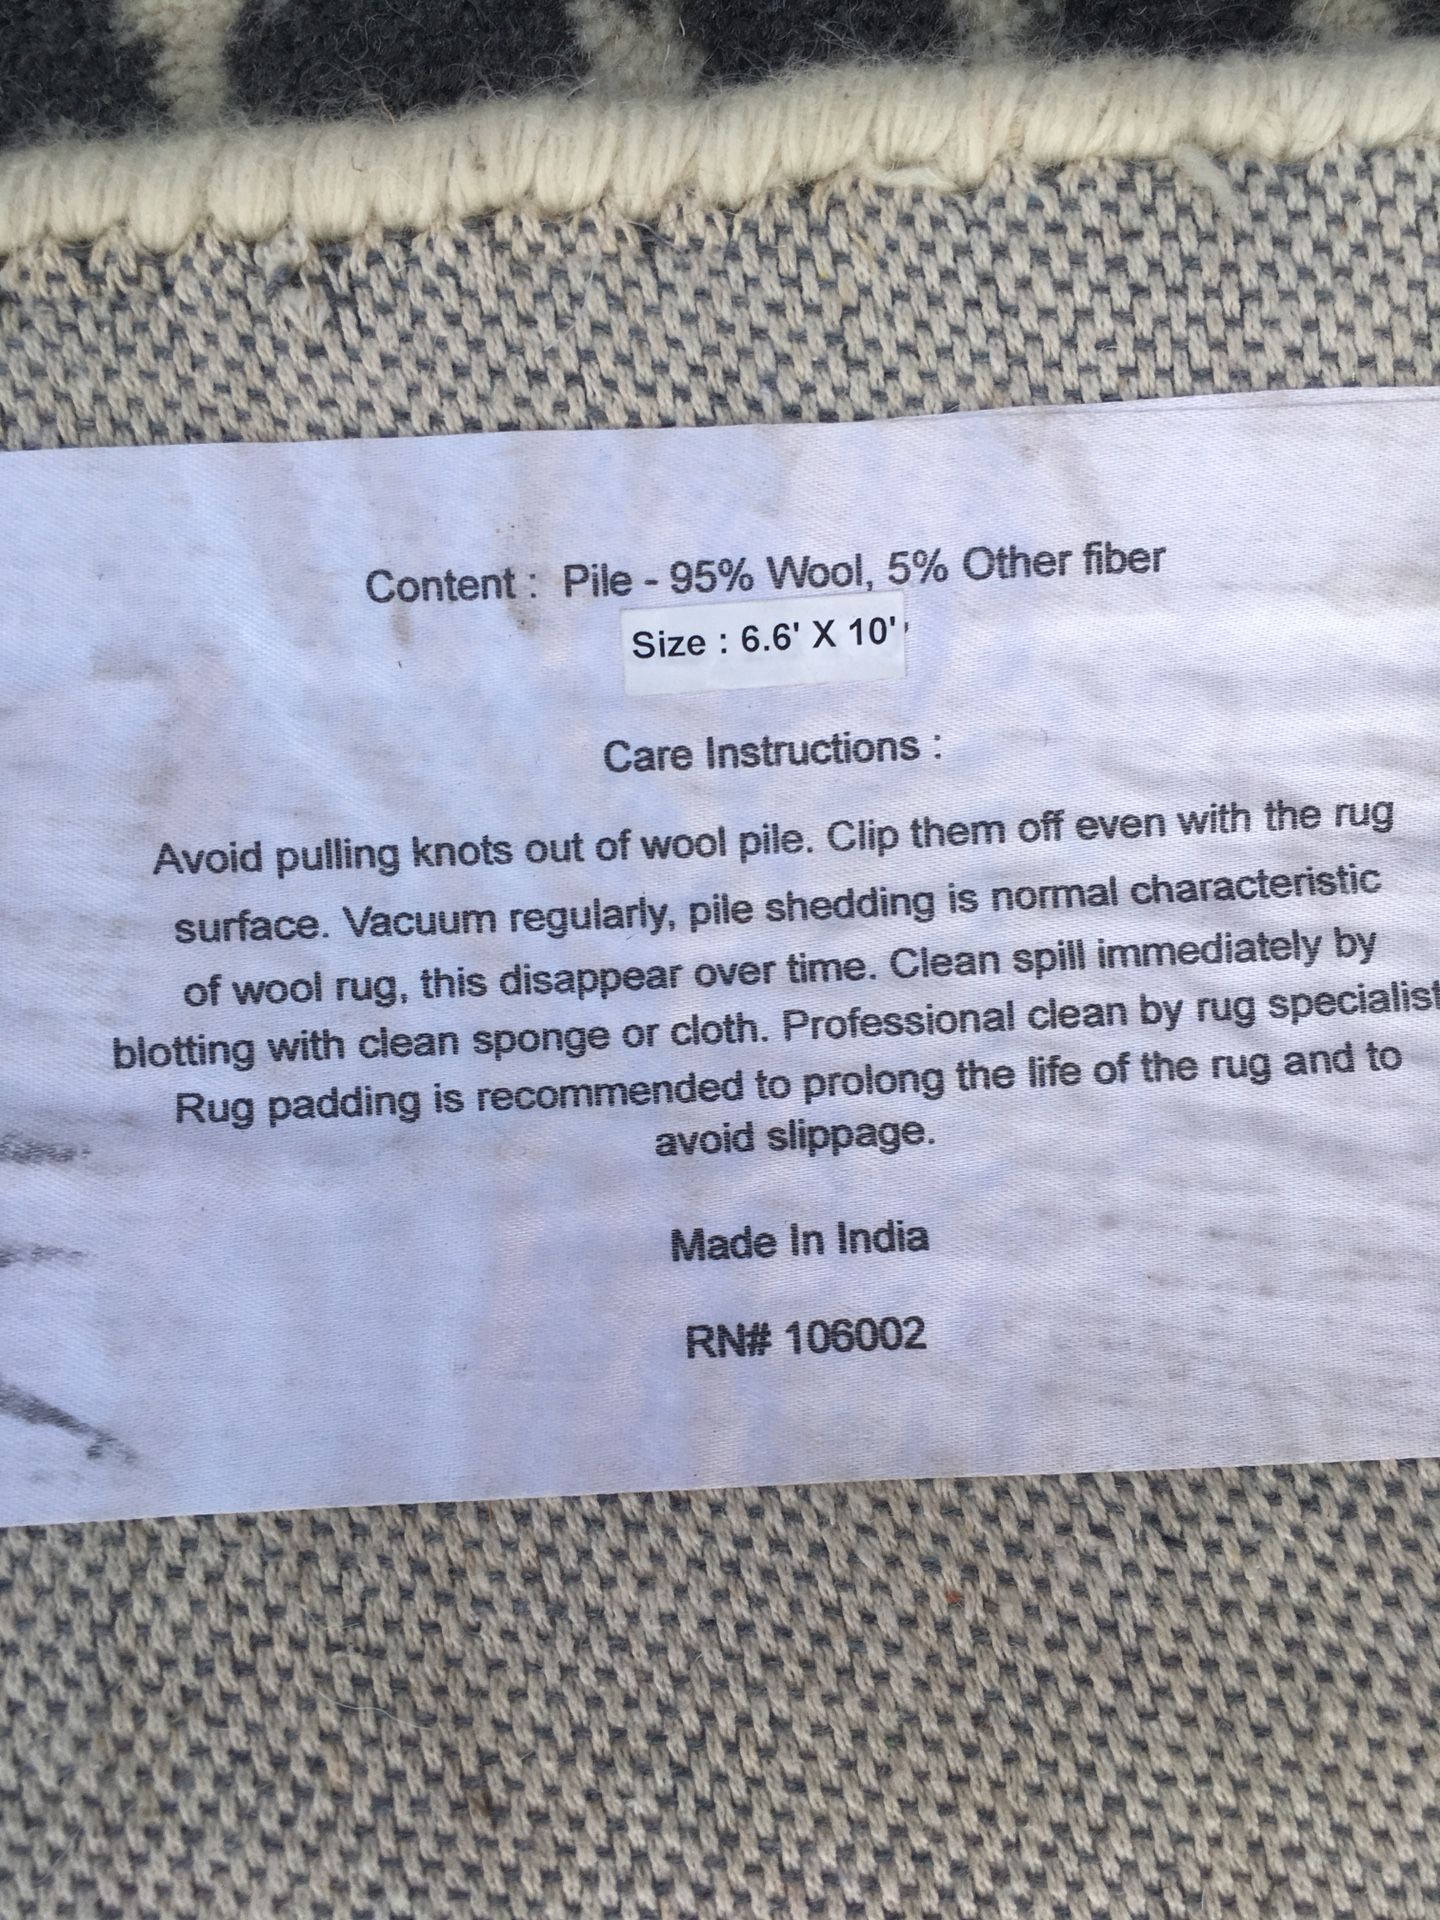 Content : Pile - 95% Wool, 5% Other fiber
Size : 6.6' X 10'
Care Instructions :
Avoid pulling knots out of wool pile. Clip them off even with the rug
surface. Vacuum regularly, pile shedding is normal characteristic
of wool rug, this disappear over time. Clean spill immediately by
blotting with clean sponge or cloth. Professional clean by rug specialist
Rug padding is recommended to prolong the life of the rug and to
avoid slippage.
Made In India
RN# 106002